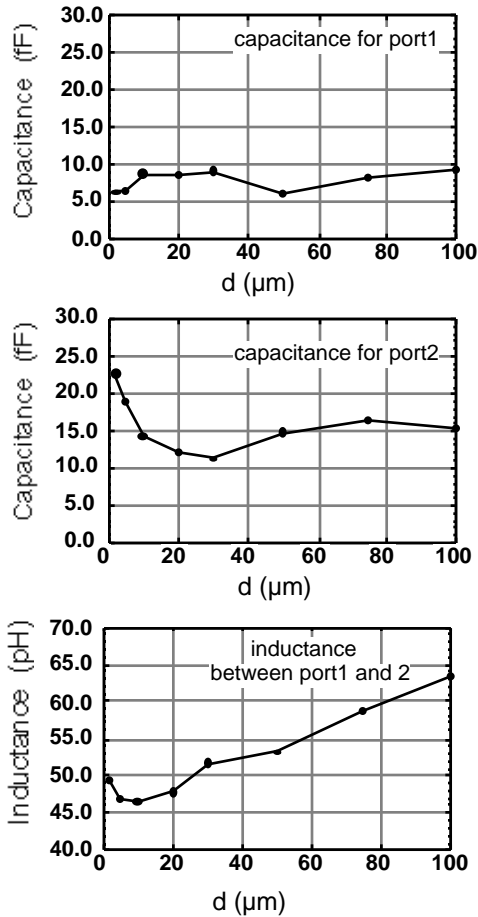 30.0
capacitance for port1
25.0
20.0
15.0
10.0
5.0
0.0
Capacitance (fF)
0 20 40 60 80 100
d (μm)
30.0
capacitance for port2
25.0
20.0
15.0
10.0
5.0
0.0
Capacitance (fF)
0 20 40 60 80 100
d (μm)
70.0
inductance
between port1 and 2
65.0
60.0
55.0
50.0
45.0
40.0
Inductance (pH)
0 20 40 60 80 100
d (μm)